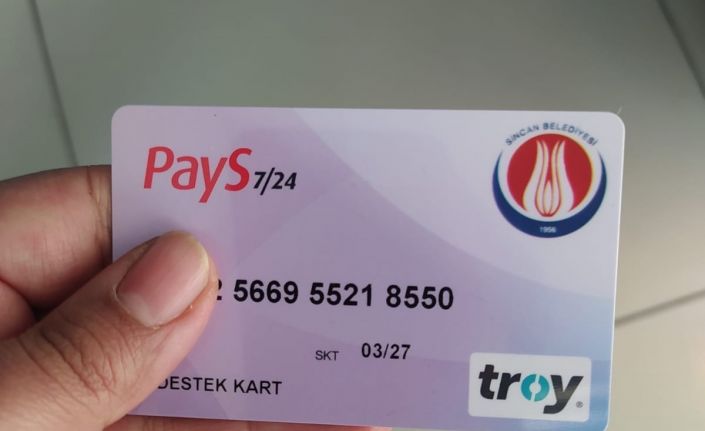 PayS 7/24
SİNCAN BELEDİYESİ
1956
2 5669 5521 8550
SKT 03/27
DESTEK KART
troy